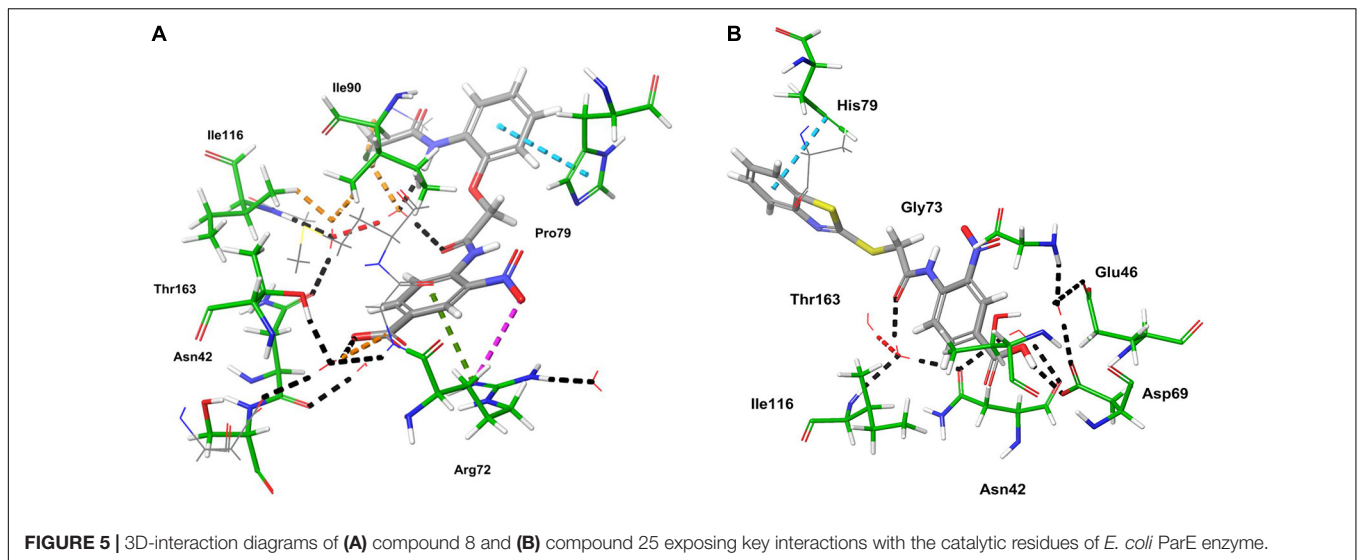 A
B
Ile90
His79
Ile116
Gly73
Pro79
Glu46
Thr163
Thr163
Asn42
Asp69
Ile116
Arg72
Asn42
FIGURE 5 | 3D-interaction diagrams of (A) compound 8 and (B) compound 25 exposing key interactions with the catalytic residues of E. coli ParE enzyme.